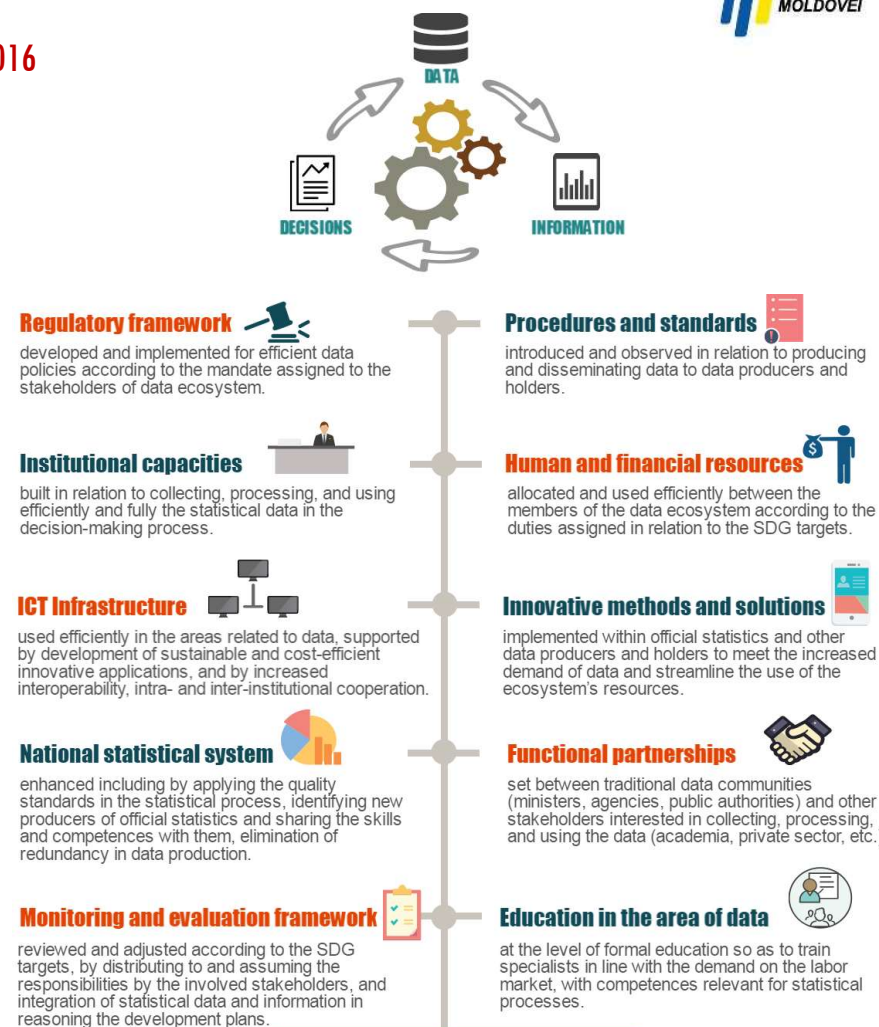 MOLDOVEI
016
DATA
DECISIONS
INFORMATION
Regulatory framework
developed and implemented for efficient data
policies according to the mandate assigned to the
stakeholders of data ecosystem.
Procedures and standards
introduced and observed in relation to producing
and disseminating data to data producers and
holders.
Institutional capacities
built in relation to collecting, processing, and using
efficiently and fully the statistical data in the
decision-making process.
Human and financial resources
allocated and used efficiently between the
members of the data ecosystem according to the
duties assigned in relation to the SDG targets.
ICT Infrastructure
used efficiently in the areas related to data, supported
by development of sustainable and cost-efficient
innovative applications, and by increased
interoperability, intra- and inter-institutional cooperation.
Innovative methods and solutions
implemented within official statistics and other
data producers and holders to meet the increased
demand of data and streamline the use of the
ecosystem's resources.
National statistical system
enhanced including by applying the quality
standards in the statistical process, identifying new
producers of official statistics and sharing the skills
and competences with them, elimination of
redundancy in data production.
Functional partnerships
set between traditional data communities
(ministers, agencies, public authorities) and other
stakeholders interested in collecting, processing,
and using the data (academia, private sector, etc.
Monitoring and evaluation framework
reviewed and adjusted according to the SDG
targets, by distributing to and assuming the
responsibilities by the involved stakeholders, and
integration of statistical data and information in
reasoning the development plans.
Education in the area of data
at the level of formal education so as to train
specialists in line with the demand on the labor
market, with competences relevant for statistical
processes.